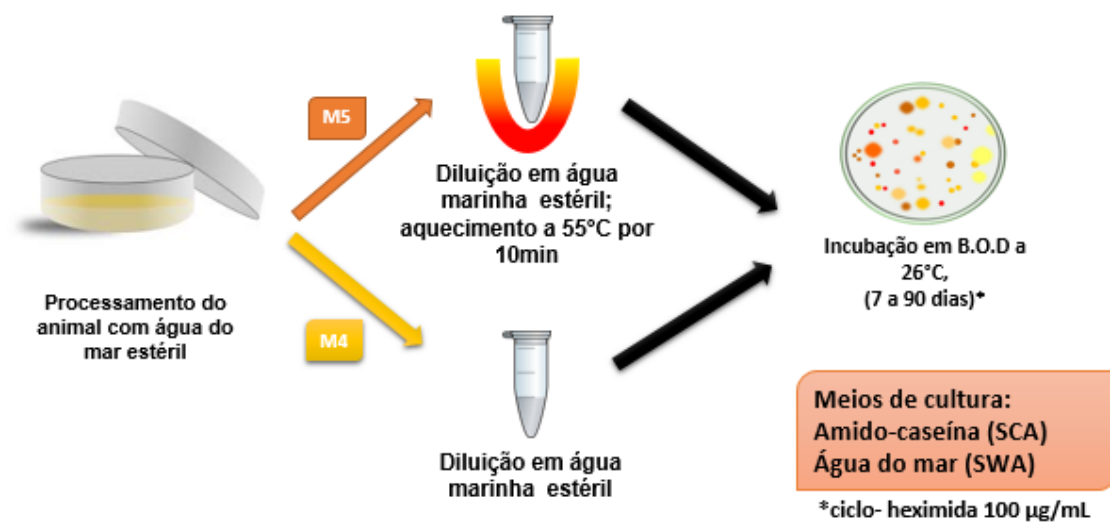 M5
Diluição em água
marinha estéril;
aquecimento a 55°C por
10min
Processamento do
animal com água do
mar estéril
M4
Diluição em água
marinha estéril
Incubação em B.O.D a
26°C,
(7 a 90 dias)*
Meios de cultura:
Amido-caseína (SCA)
Água do mar (SWA)
*ciclo- heximida 100 µg/mL